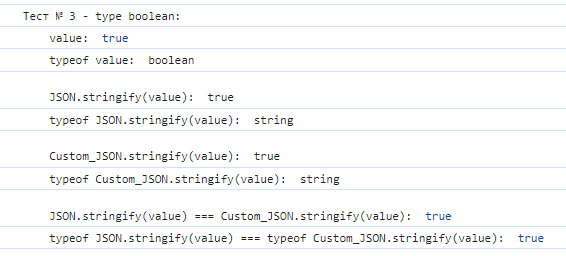 Тест № 3 - type boolean:
value: true
typeof value: boolean
JSON.stringify(value): true
typeof JSON.stringify(value): string
Custom_JSON.stringify(value): true
typeof Custom_JSON.stringify(value): string
JSON.stringify(value) === Custom_JSON.stringify(value): true
typeof JSON.stringify(value) === typeof Custom_JSON.stringify(value): true